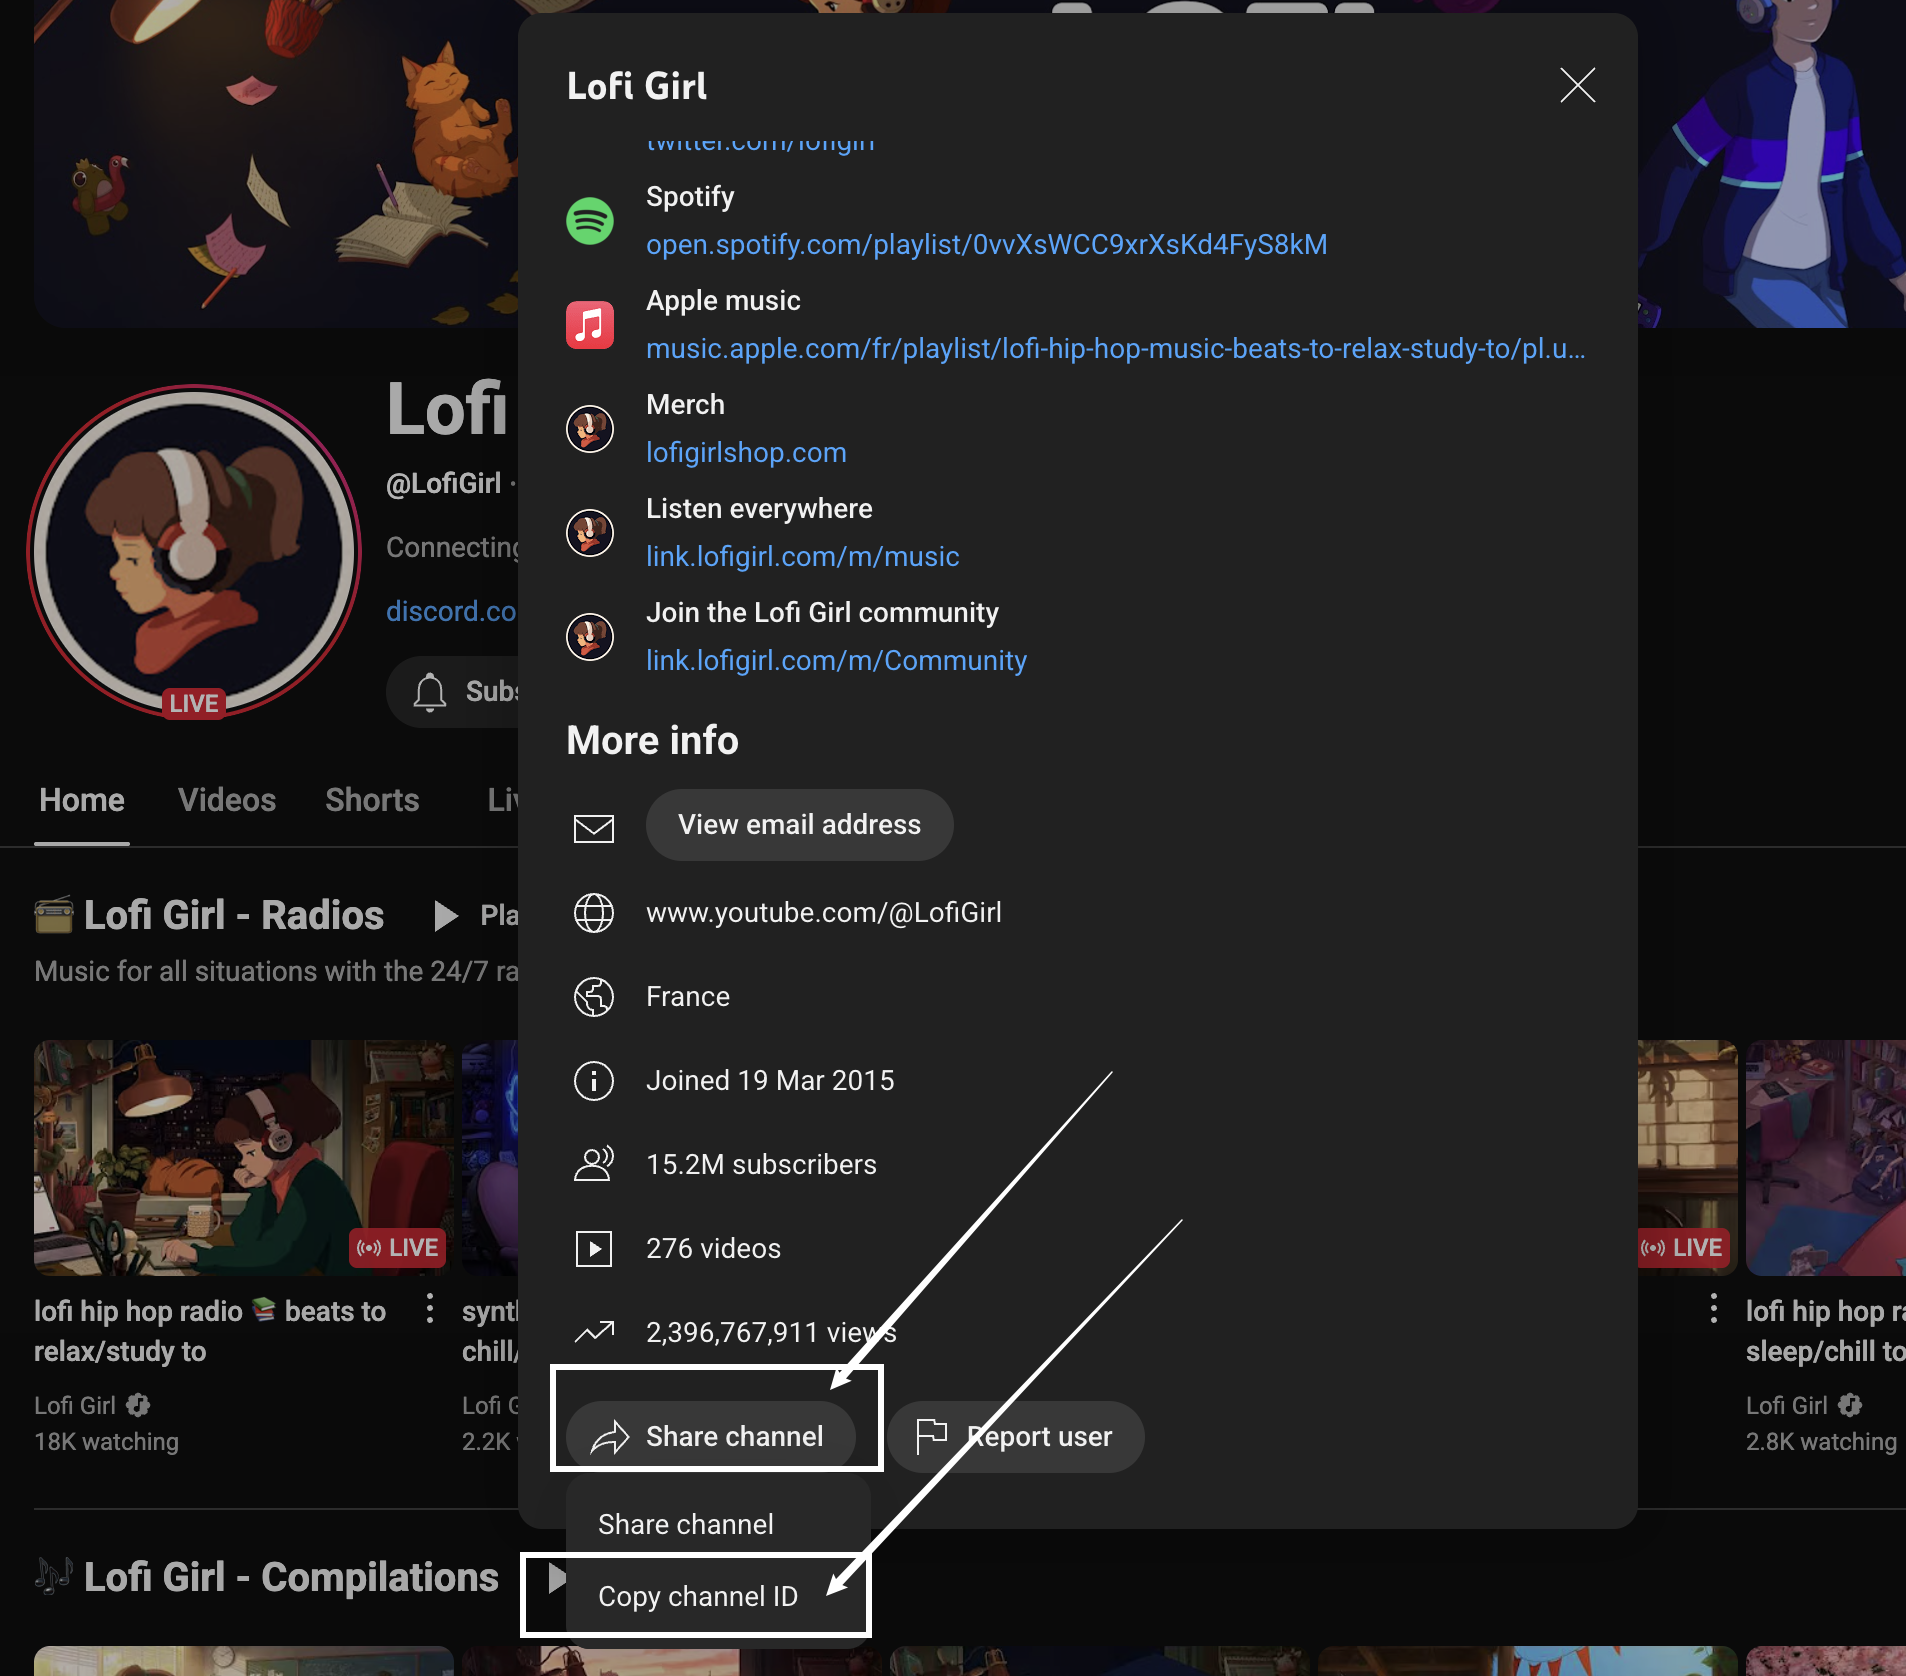 Lofi Girl
twitter.com/lofigirl
Spotify
open.spotify.com/playlist/0vvXsWCC9xrXsKd4FyS8kM
Apple music
music.apple.com/fr/playlist/lofi-hip-hop-music-beats-to-relax-study-to/pl.u...
Merch
lofigirlshop.com
Listen everywhere
link.lofigirl.com/m/music
Join the Lofi Girl community
link.lofigirl.com/m/Community
More info
View email address
www.youtube.com/@LofiGirl
France
Joined 19 Mar 2015
15.2M subscribers
276 videos
2,396,767,911 views
Share channel
Report user
Share channel
Copy channel ID
Lofi
@LofiGirl ·
Connecting
discord.co
Subs
LIVE
Home
Videos
Shorts
Liv
Lofi Girl - Radios
Pla
Music for all situations with the 24/7 ra
LIVE
lofi hip hop radio 📚 beats to
relax/study to
Lofi Girl
18K watching
synt
chill/
Lofi G
2.2K
LIVE
lofi hip hop ra
sleep/chill to
Lofi Girl
2.8K watching
Lofi Girl - Compilations